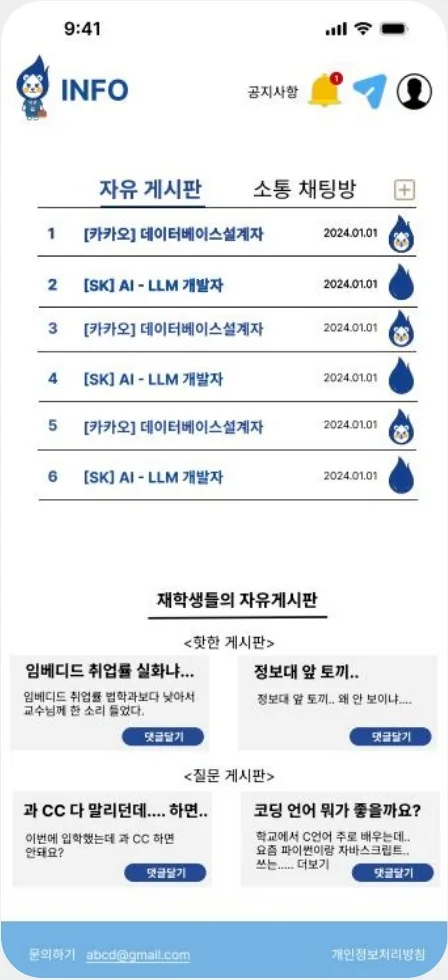 9:41
INFO
공지사항
1
자유 게시판
소통 채팅방
1 [카카오] 데이터베이스설계자 2024.01.01
2 [SK] AI - LLM 개발자 2024.01.01
3 [카카오] 데이터베이스설계자 2024.01.01
4 [SK] AI - LLM 개발자 2024.01.01
5 [카카오] 데이터베이스설계자 2024.01.01
6 [SK] AI - LLM 개발자 2024.01.01
재학생들의 자유게시판
<핫한 게시판>
임베디드 취업률 실화냐...
임베디드 취업률 법학과보다 낮아서
교수님께 한 소리 들었다.
댓글달기
정보대 앞 토끼..
정보대 앞 토끼.. 왜 안 보이냐....
댓글달기
<질문 게시판>
과 CC 다 말리던데.... 하면..
이번에 입학했는데 과 CC 하면
안돼요?
댓글달기
코딩 언어 뭐가 좋을까요?
학교에서 C언어 주로 배우는데..
요즘 파이썬이랑 자바스크립트..
쓰는..... 더보기
댓글달기
문의하기 abcd@gmail.com
개인정보처리방침